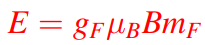 E = g_F μ_B B m_F